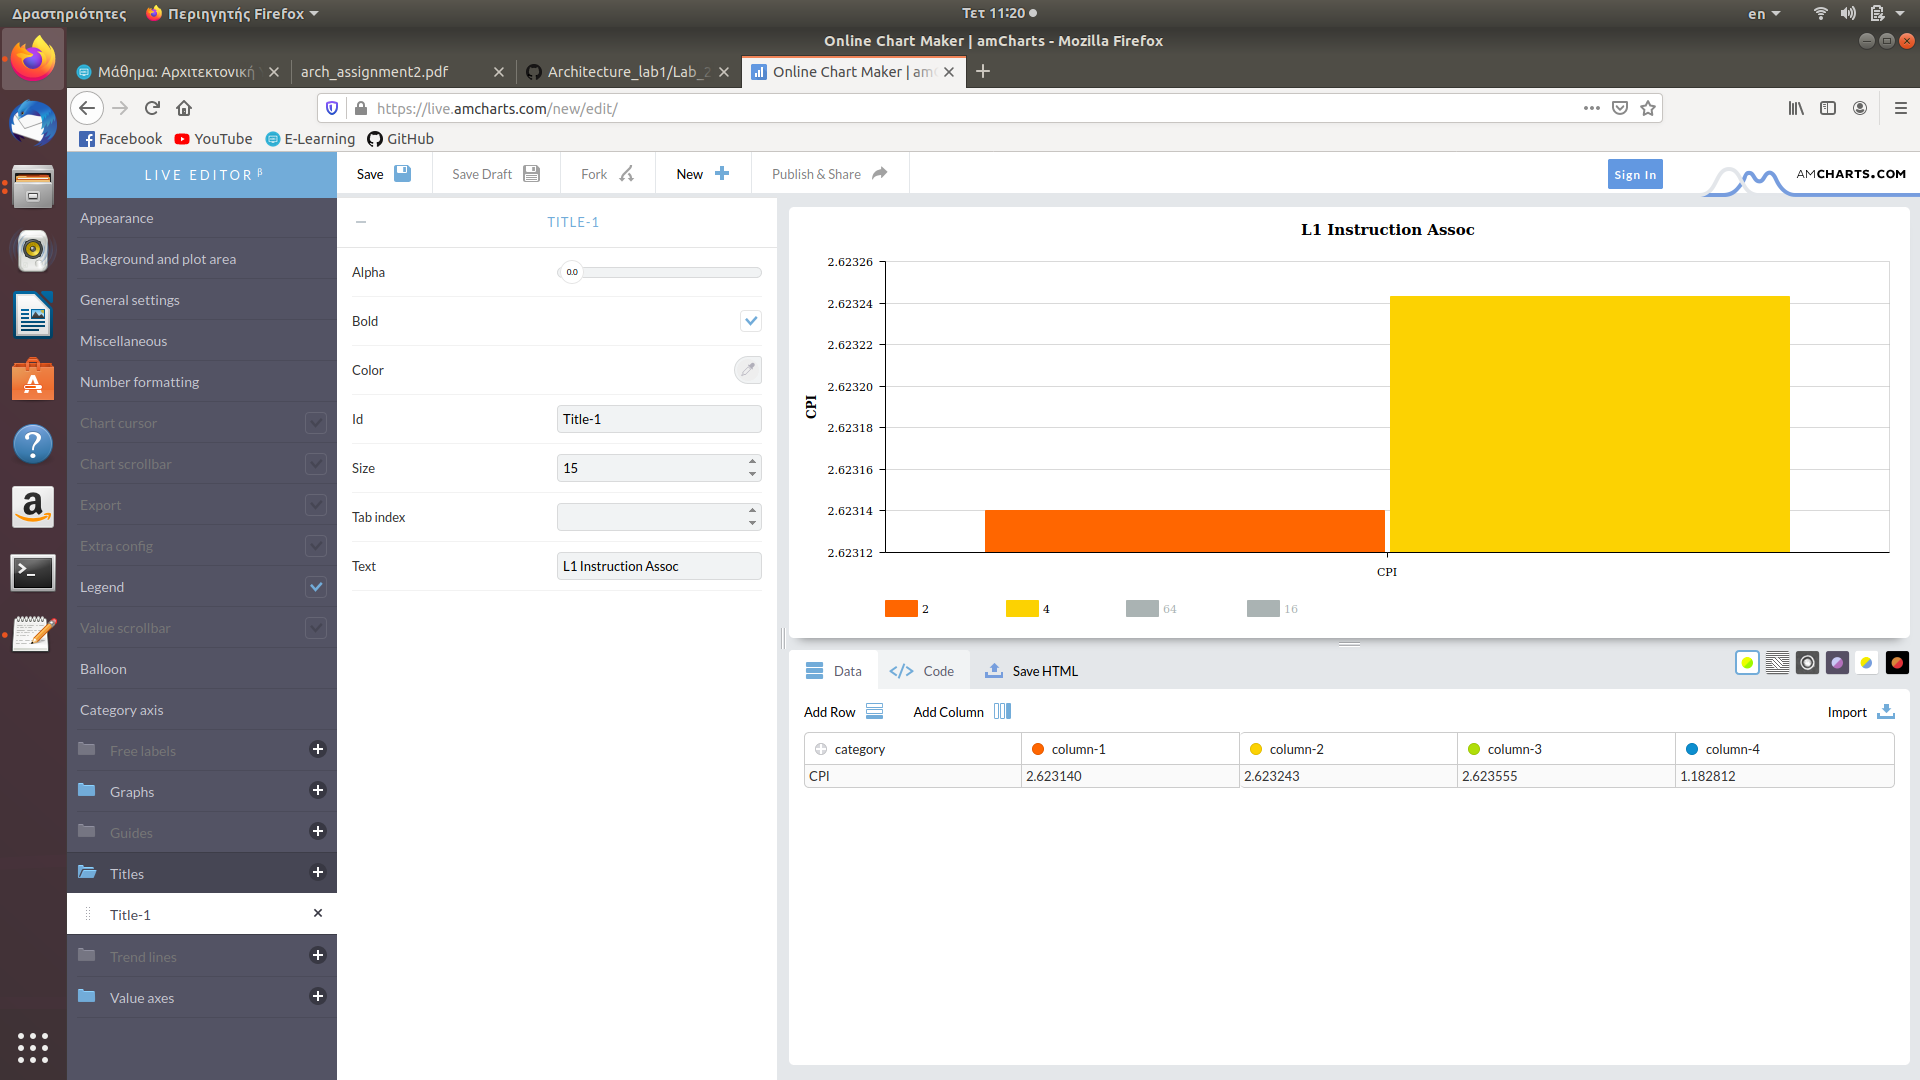 Δραστηριότητες Περιηγητής Firefox Τετ 11:20 en
Online Chart Maker | amCharts - Mozilla Firefox
Μάθημα: Αρχιτεκτονική arch_assignment2.pdf Architecture_lab1/Lab_2 Online Chart Maker | amC
https://live.amcharts.com/new/edit/
Facebook YouTube E-Learning GitHub
LIVE EDITOR β Save Save Draft Fork New Publish & Share Sign In AMCHARTS.COM
Appearance
Background and plot area
General settings
Miscellaneous
Number formatting
Chart cursor
Chart scrollbar
Export
Extra config
Legend
Value scrollbar
Balloon
Category axis
Free labels
Graphs
Guides
Titles
Title-1
Trend lines
Value axes
TITLE-1
Alpha 0.0
Bold
Color
Id Title-1
Size 15
Tab index
Text L1 Instruction Assoc
L1 Instruction Assoc
2.62326
2.62324
2.62322
2.62320
2.62318
2.62316
2.62314
2.62312
CPI
CPI
2 4 64 16
Data Code Save HTML
Add Row Add Column Import
category column-1 column-2 column-3 column-4
CPI 2.623140 2.623243 2.623555 1.182812